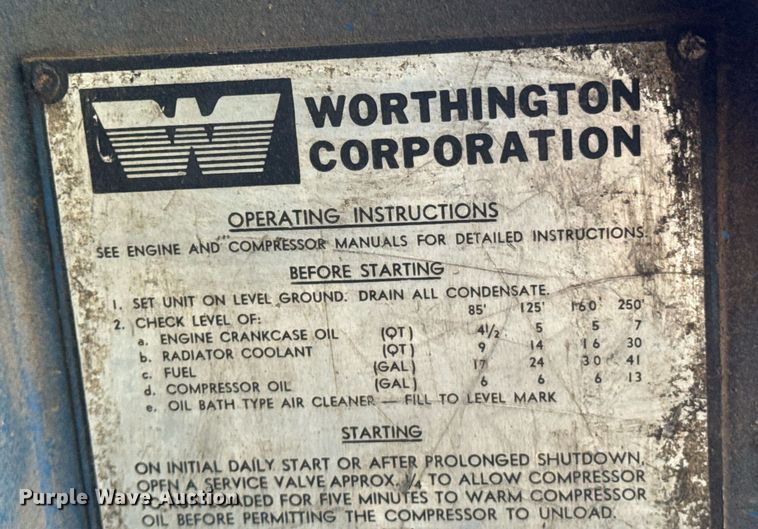 W
WORTHINGTON
CORPORATION
OPERATING INSTRUCTIONS
SEE ENGINE AND COMPRESSOR MANUALS FOR DETAILED INSTRUCTIONS.
BEFORE STARTING
1. SET UNIT ON LEVEL GROUND. DRAIN ALL CONDENSATE.
2. CHECK LEVEL OF: 85' 125' 160' 250'
a. ENGINE CRANKCASE OIL (QT) 4½ 5 5 7
b. RADIATOR COOLANT (QT) 9 14 16 30
c. FUEL (GAL) 17 24 30 41
d. COMPRESSOR OIL (GAL) 6 6 6 13
e. OIL BATH TYPE AIR CLEANER — FILL TO LEVEL MARK
STARTING
ON INITIAL DAILY START OR AFTER PROLONGED SHUTDOWN,
OPEN A SERVICE VALVE APPROX. ¼ TO ALLOW COMPRESSOR
ADED FOR FIVE MINUTES TO WARM COMPRESSOR
OIL BEFORE PERMITTING THE COMPRESSOR TO UNLOAD.
Purple Wave Auction